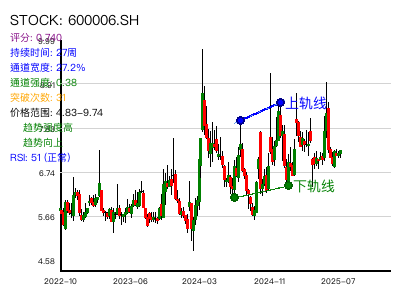 STOCK: 600006.SH
评分: 0.740
持续时间: 27周
通道宽度: 27.2%
通道强度: 0.38
突破次数: 31
价格范围: 4.83~9.74
趋势强度高
趋势向上
RSI: 51 (正常)
上轨线
下轨线
6.74
5.66
4.58
2022-10
2023-06
2024-03
2024-11
2025-07